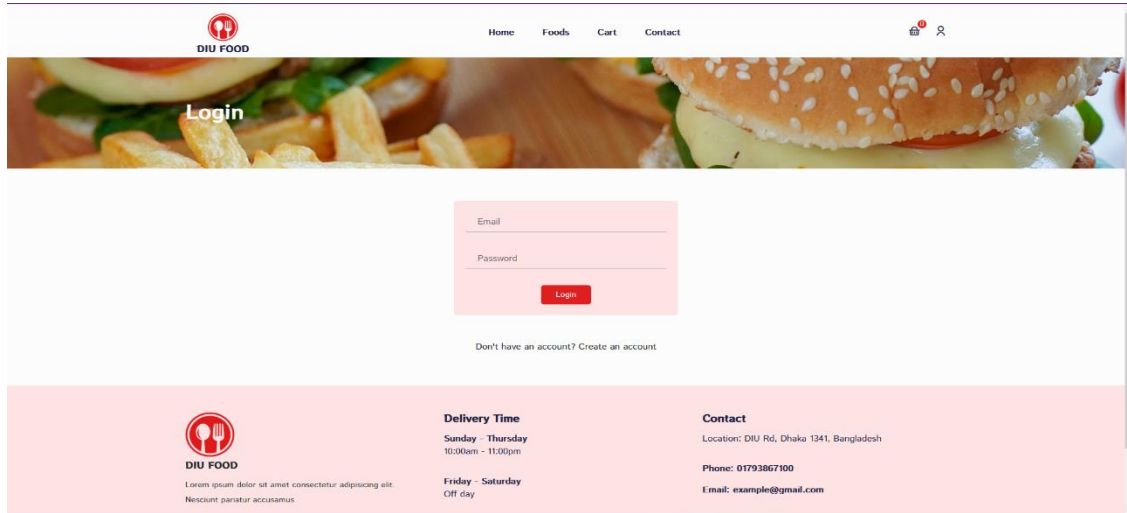 DIU FOOD
Home Foods Cart Contact
0
Login
Email
Password
Login
Don't have an account? Create an account
DIU FOOD
Lorem ipsum dolor sit amet consectetur adipisicing elit.
Nesciunt pariatur accusamus
Delivery Time
Sunday - Thursday
10:00am - 11:00pm
Friday - Saturday
Off day
Contact
Location: DIU Rd, Dhaka 1341, Bangladesh
Phone: 01793867100
Email: example@gmail.com